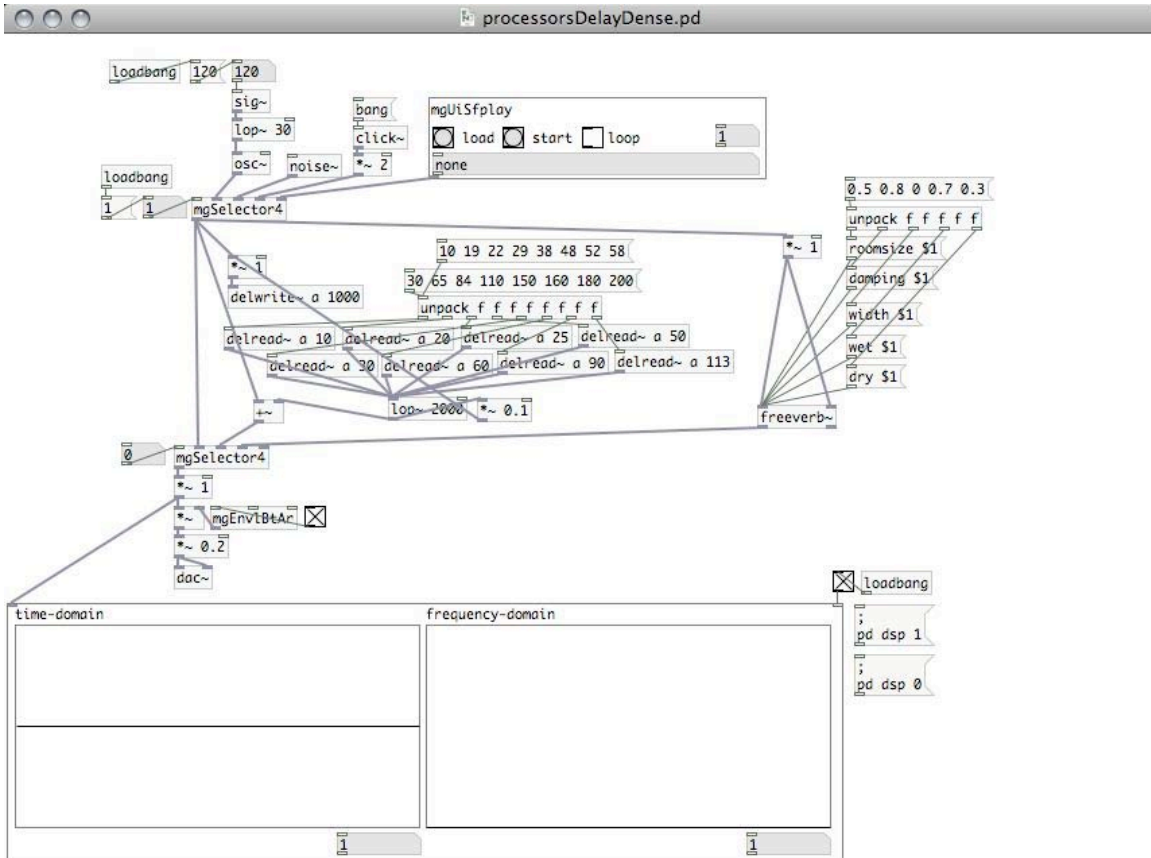 processorsDelayDense.pd
loadbang 120 120
sig~
lop~ 30
osc~
noise~
bang
click~
*~ 2
mgUiSfplay
load start loop 1
none
loadbang
1 1 mgSelector4
*~ 1
delwrite~ a 1000
10 19 22 29 38 48 52 58
30 65 84 110 150 160 180 200
unpack f f f f f f f f
delread~ a 10 delread~ a 20 delread~ a 25 delread~ a 50
delread~ a 30 delread~ a 60 delread~ a 90 delread~ a 113
+~ lop~ 2000 *~ 0.1
*~ 1
0.5 0.8 0 0.7 0.3
unpack f f f f f
roomsize $1
damping $1
width $1
wet $1
dry $1
freeverb~
0 mgSelector4
*~ 1
*~ mgEnvlBtAr
*~ 0.2
dac~
loadbang
;
pd dsp 1
;
pd dsp 0
time-domain
frequency-domain
1
1